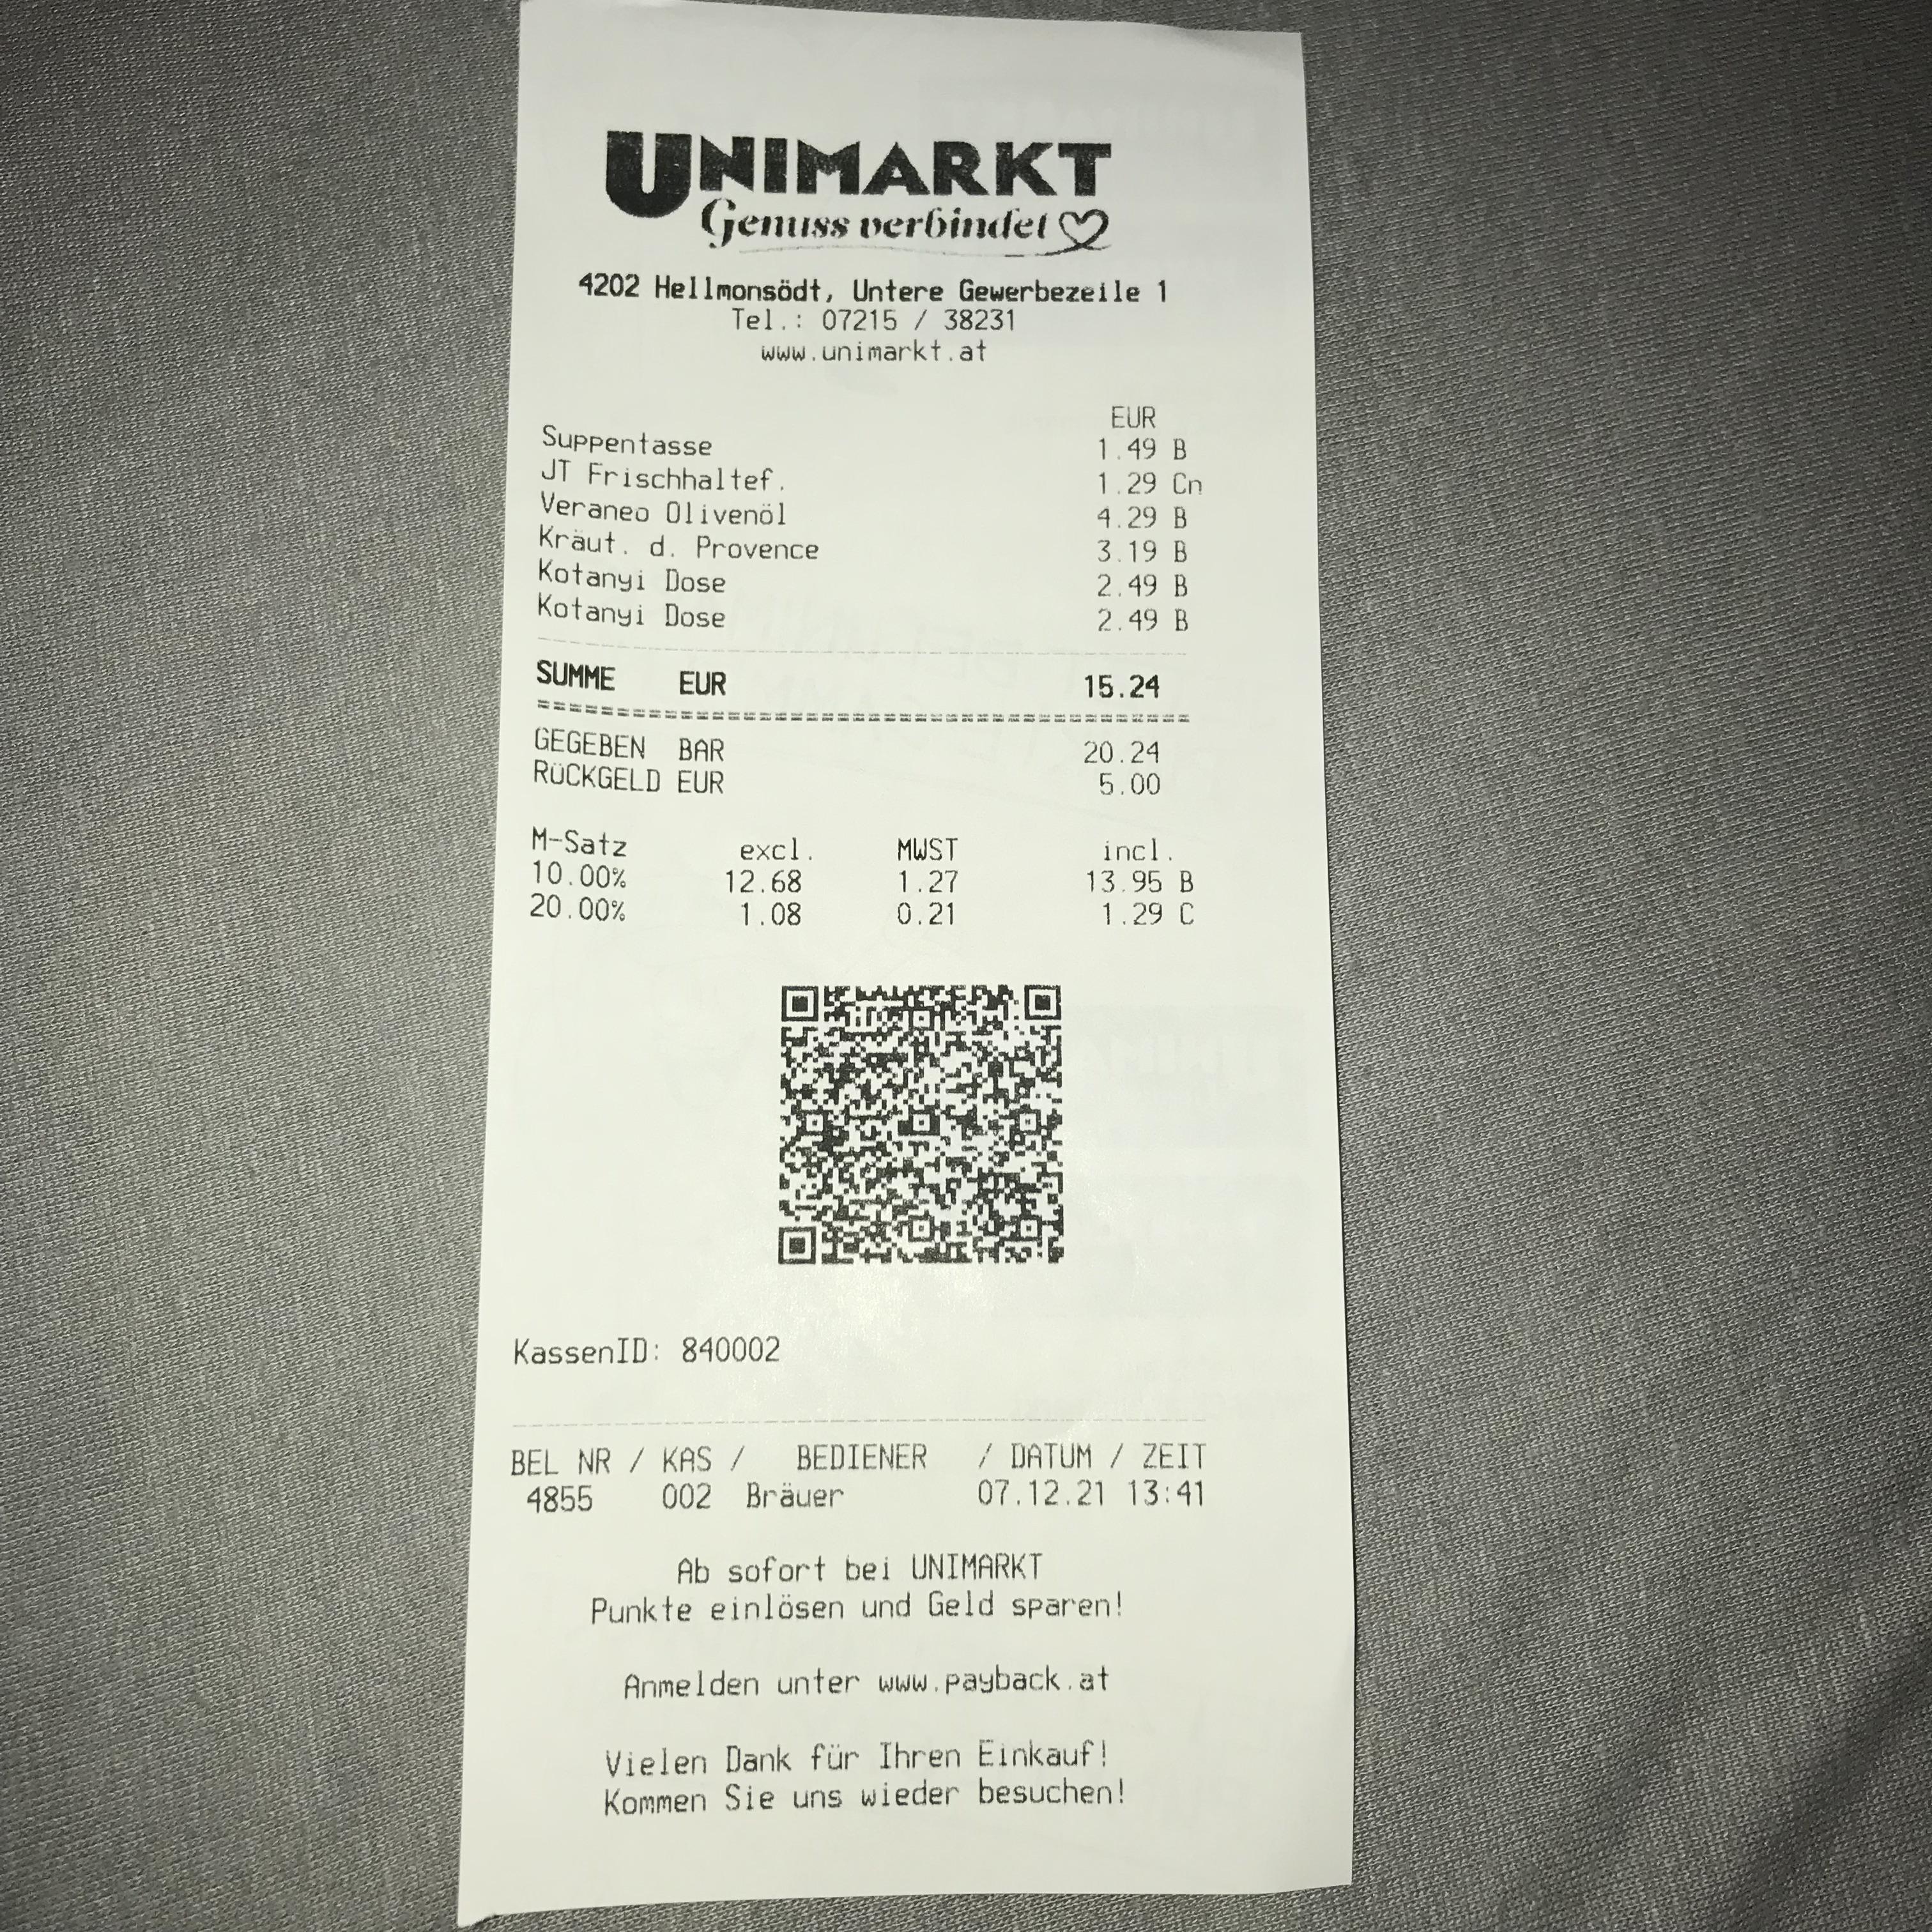 UNIMARKT
Genuss verbindet
4202 Hellmonsödt, Untere Gewerbezeile 1
Tel.: 07215 / 38231
www.unimarkt.at
EUR
Suppentasse 1.49 B
JT Frischhaltef. 1.29 Cn
Veraneo Olivenöl 4.29 B
Kräut. d. Provence 3.19 B
Kotanyi Dose 2.49 B
Kotanyi Dose 2.49 B
SUMME EUR 15.24
GEGEBEN BAR 20.24
RÜCKGELD EUR 5.00
M-Satz excl. MWST incl.
10.00% 12.68 1.27 13.95 B
20.00% 1.08 0.21 1.29 C
KassenID: 840002
BEL NR / KAS / BEDIENER / DATUM / ZEIT
4855 002 Bräuer 07.12.21 13:41
Ab sofort bei UNIMARKT
Punkte einlösen und Geld sparen!
Anmelden unter www.payback.at
Vielen Dank für Ihren Einkauf!
Kommen Sie uns wieder besuchen!